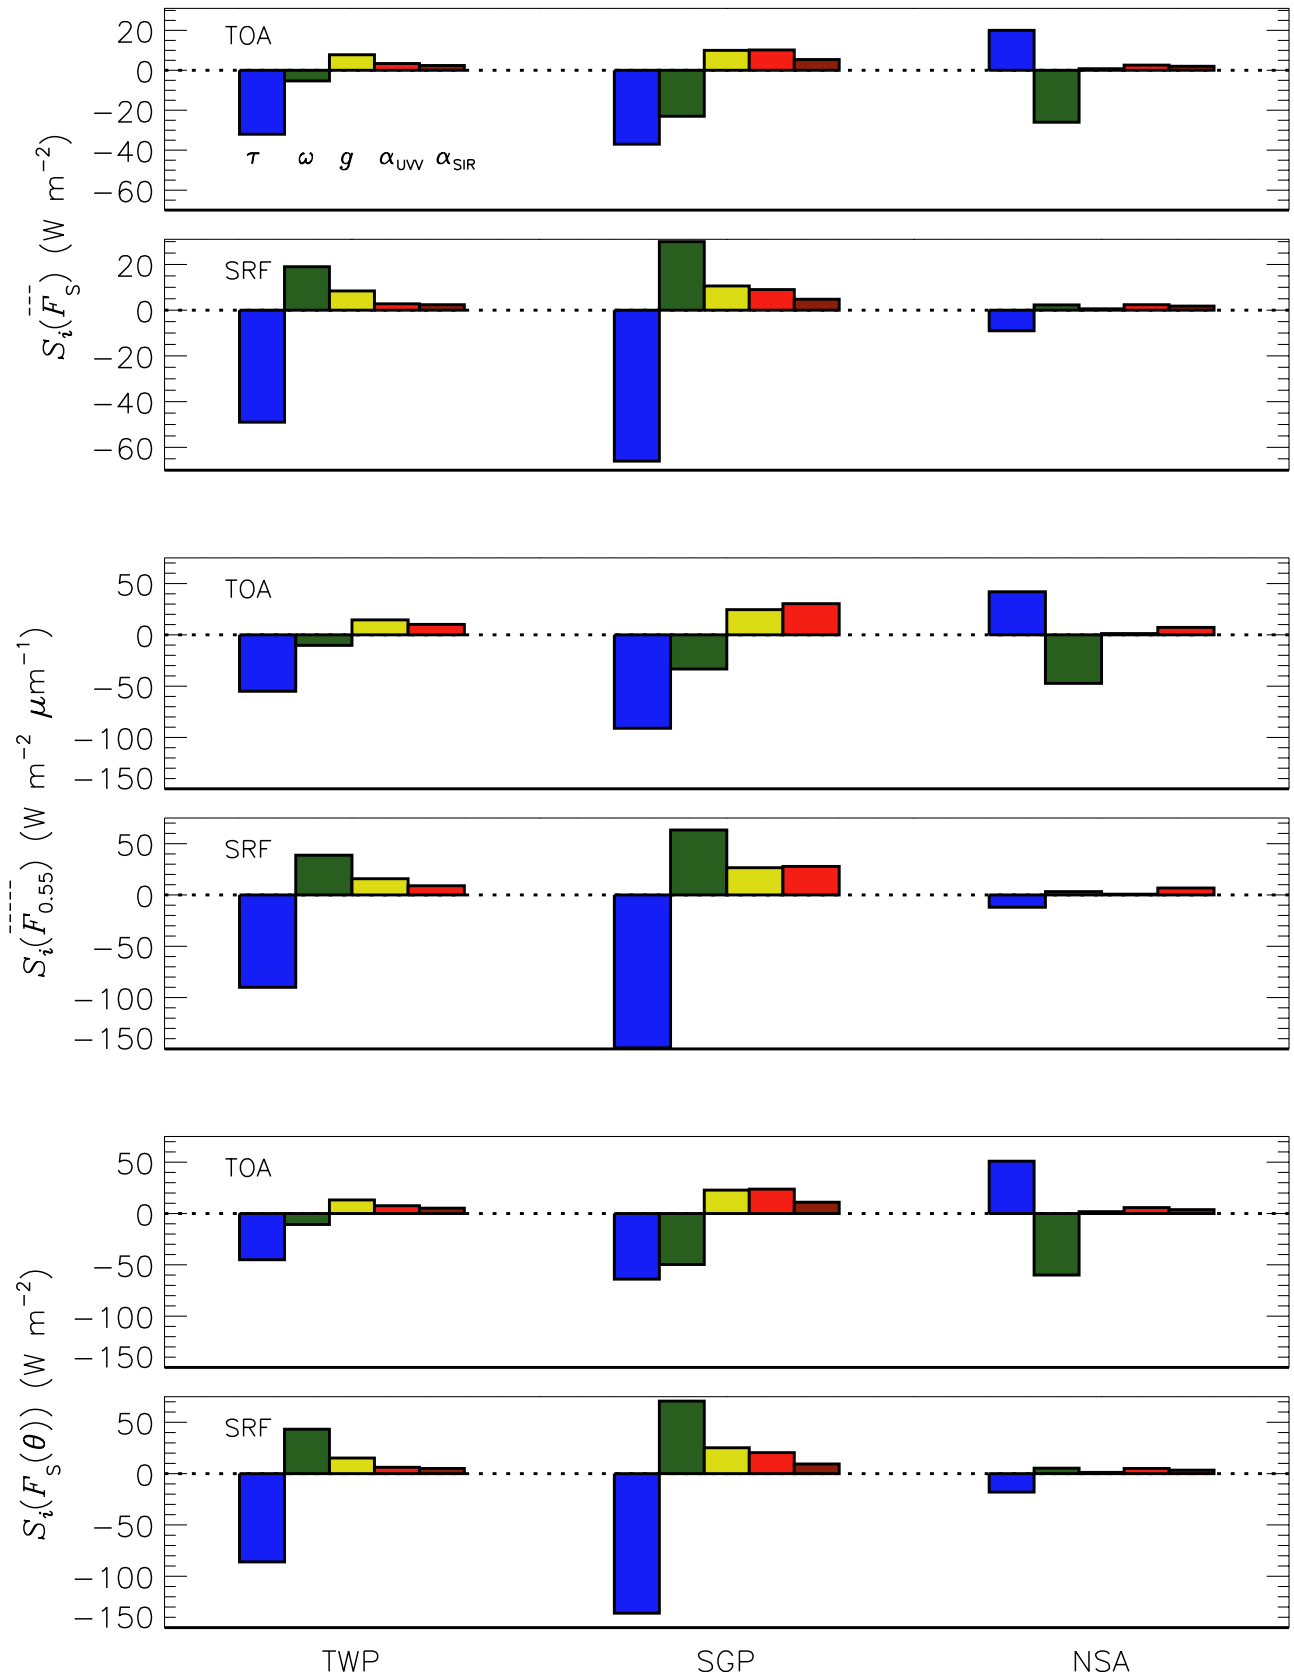 TOA
20
0
−20
−40
−60
τ ω g α_UVV α_SIR
SRF
20
0
−20
−40
−60
S_i(F_S) (W m⁻²)
TOA
50
0
−50
−100
−150
SRF
50
0
−50
−100
−150
S_i(F_0.55) (W m⁻² μm⁻¹)
TOA
50
0
−50
−100
−150
SRF
50
0
−50
−100
−150
S_i(F_S(θ)) (W m⁻²)
TWP SGP NSA